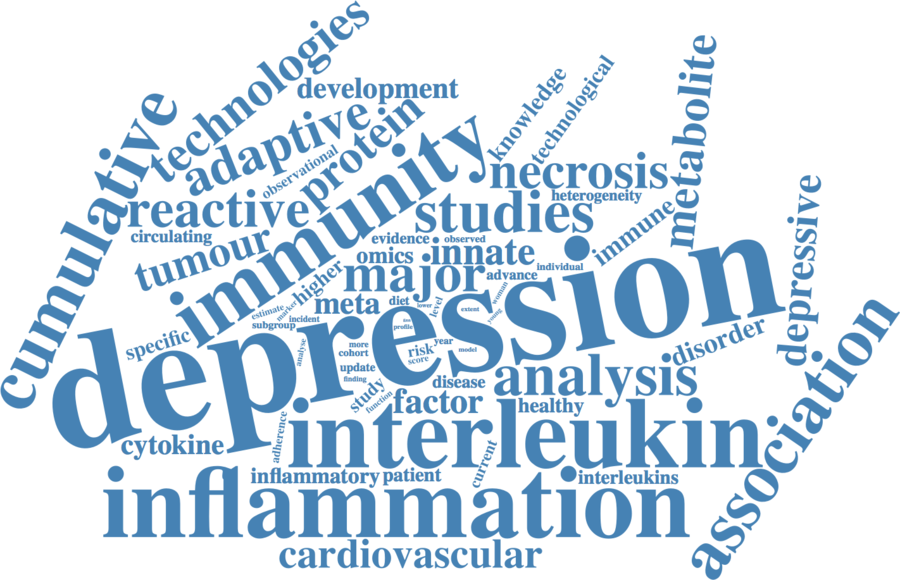 technologies
development
knowledge
technological
metabolite
cumulative
adaptive
observational
protein
immunity
necrosis
heterogeneity
reactive
studies
depressive
circulating
tumour
evidence
observed
innate
immune
omics
major
advance
individual
higher
meta
diet
lower
level
extent
woman
young
estimate
marker
incident
subgroup
profile
depression
specific
analyse
more
cohort
risk
score
year
model
disorder
update
finding
study
function
disease
analysis
association
factor
healthy
adherence
interleukin
cytokine
current
inflammatory
patient
interleukins
inflammation
cardiovascular